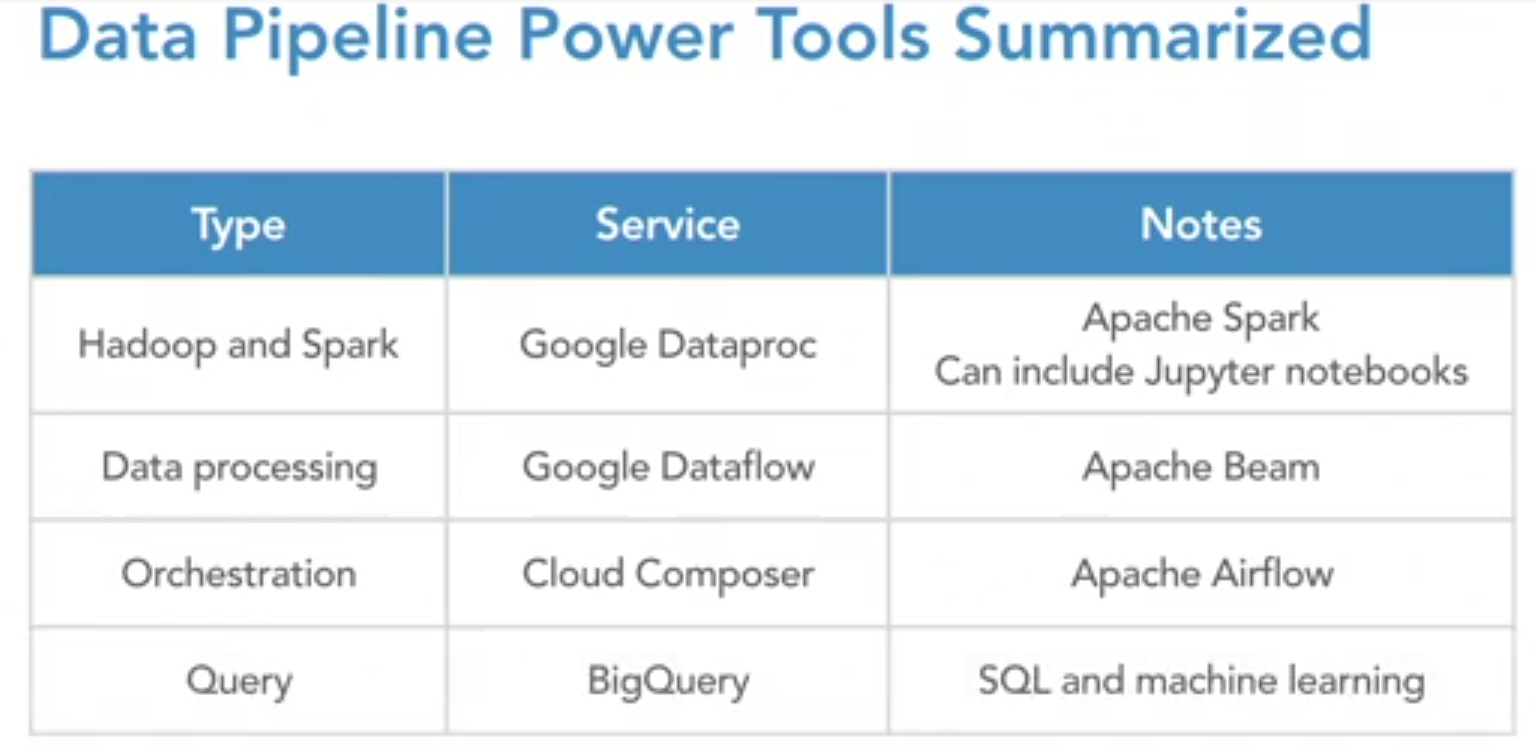 Data Pipeline Power Tools Summarized
Type
Service
Notes
Hadoop and Spark
Google Dataproc
Apache Spark
Can include Jupyter notebooks
Data processing
Google Dataflow
Apache Beam
Orchestration
Cloud Composer
Apache Airflow
Query
BigQuery
SQL and machine learning